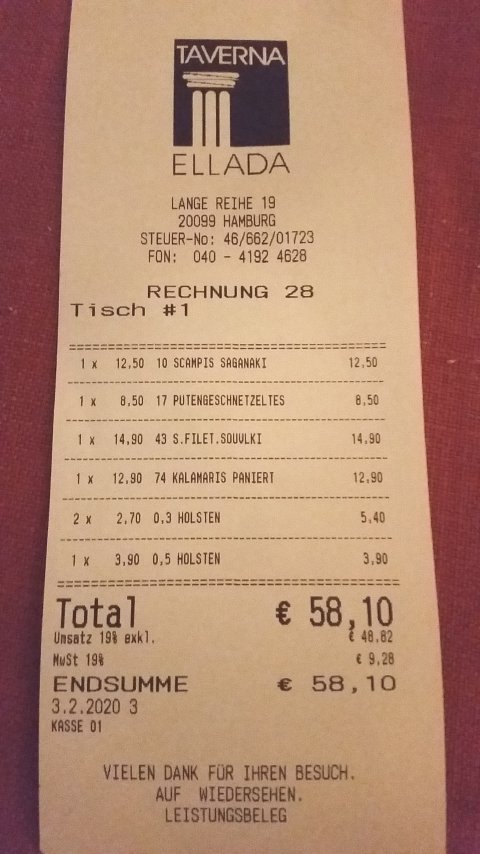 TAVERNA
ELLADA
LANGE REIHE 19
20099 HAMBURG
STEUER-No: 46/662/01723
FON: 040 - 4192 4628
RECHNUNG 28
Tisch #1
1 x 12,50 10 SCAMPIS SAGANAKI 12,50
1 x 8,50 17 PUTENGESCHNETZELTES 8,50
1 x 14,90 43 S.FILET.SOUVLKI 14,90
1 x 12,90 74 KALAMARIS PANIERT 12,90
2 x 2,70 0,3 HOLSTEN 5,40
1 x 3,90 0,5 HOLSTEN 3,90
Total € 58,10
Umsatz 19% exkl. € 48,82
MwSt 19% € 9,28
ENDSUMME € 58,10
3.2.2020 3
KASSE 01
VIELEN DANK FÜR IHREN BESUCH.
AUF WIEDERSEHEN.
LEISTUNGSBELEG